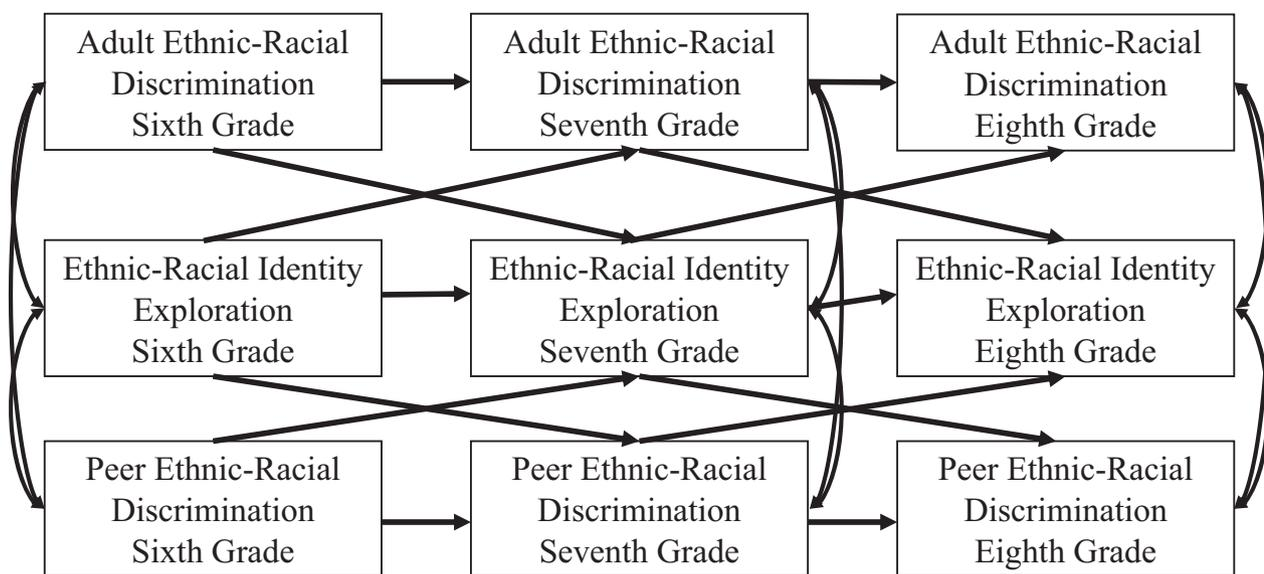 Adult Ethnic-Racial
Discrimination
Sixth Grade
Adult Ethnic-Racial
Discrimination
Seventh Grade
Adult Ethnic-Racial
Discrimination
Eighth Grade
Ethnic-Racial Identity
Exploration
Sixth Grade
Ethnic-Racial Identity
Exploration
Seventh Grade
Ethnic-Racial Identity
Exploration
Eighth Grade
Peer Ethnic-Racial
Discrimination
Sixth Grade
Peer Ethnic-Racial
Discrimination
Seventh Grade
Peer Ethnic-Racial
Discrimination
Eighth Grade